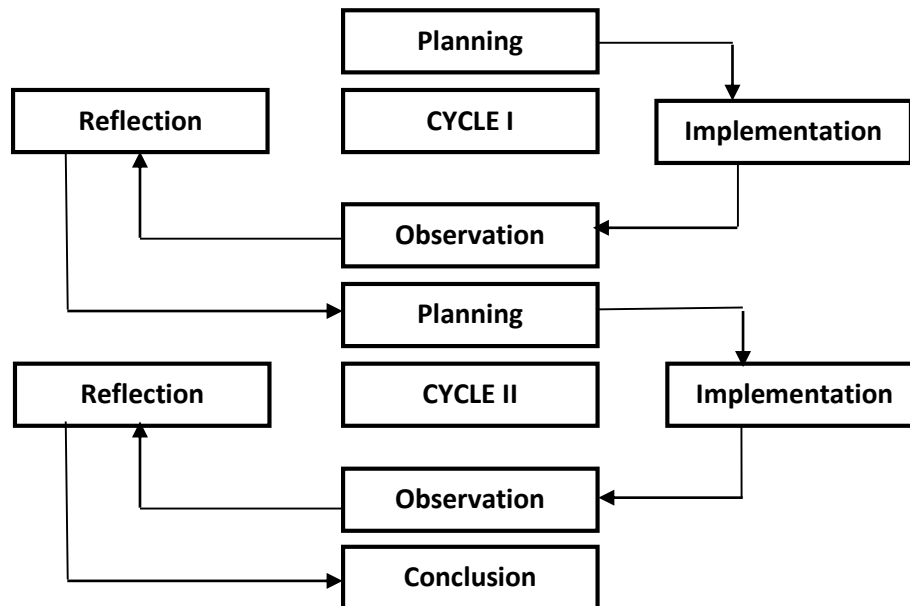 Planning
Reflection
CYCLE I
Implementation
Observation
Planning
Reflection
CYCLE II
Implementation
Observation
Conclusion